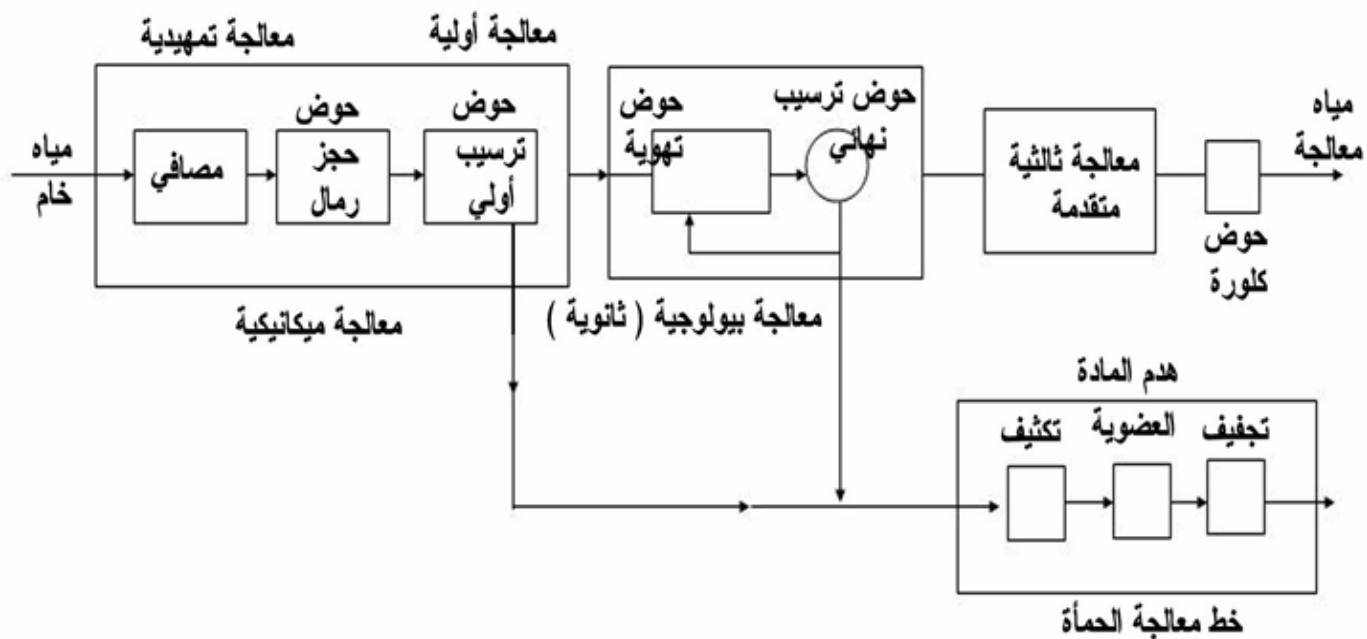 معالجة تمهيدية
معالجة أولية
مياه
خام
مصافي
حوض
حجز
رمال
حوض
ترسيب
أولي
معالجة ميكانيكية
حوض
تهوية
حوض ترسيب
نهائي
معالجة بيولوجية ( ثانوية )
معالجة ثالثية
متقدمة
حوض
كلورة
مياه
معالجة
تكثيف
هدم المادة
العضوية
تجفيف
خط معالجة الحمأة